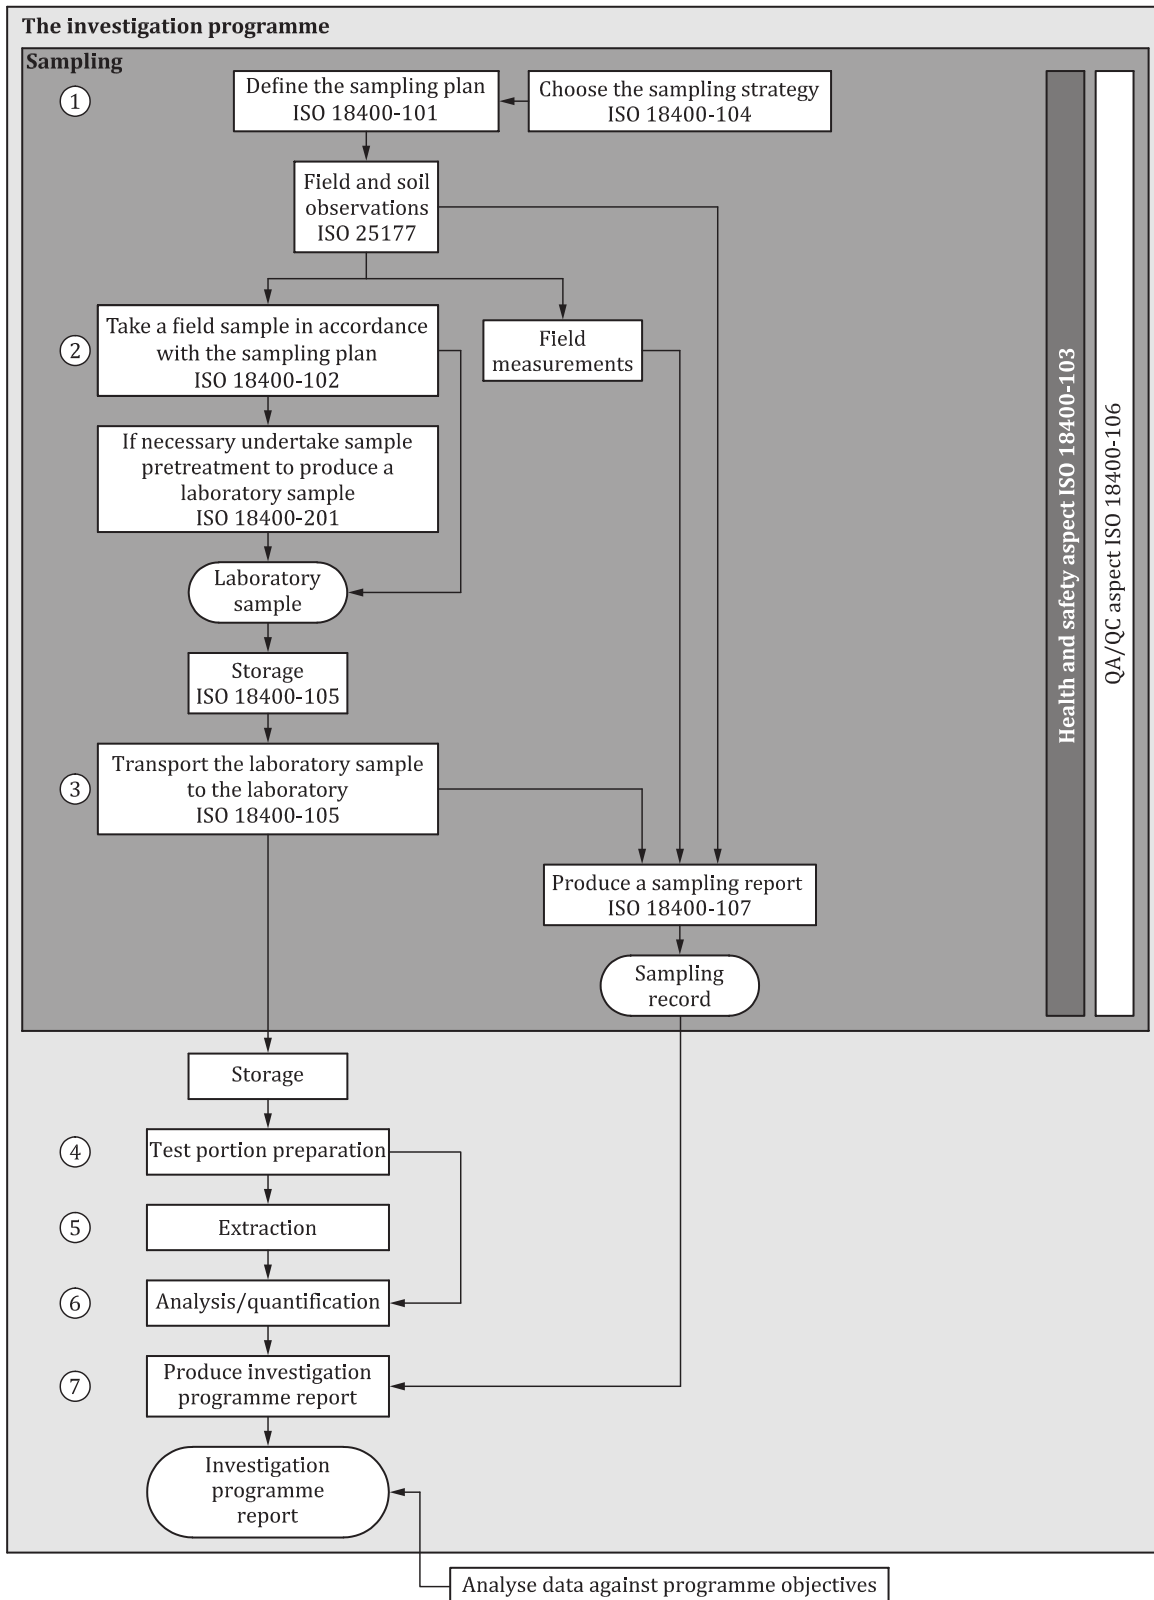 The investigation programme
Sampling
1
Define the sampling plan
ISO 18400-101
Choose the sampling strategy
ISO 18400-104
Field and soil
observations
ISO 25177
2
Take a field sample in accordance
with the sampling plan
ISO 18400-102
Field
measurements
If necessary undertake sample
pretreatment to produce a
laboratory sample
ISO 18400-201
Laboratory
sample
Storage
ISO 18400-105
3
Transport the laboratory sample
to the laboratory
ISO 18400-105
Produce a sampling report
ISO 18400-107
Sampling
record
Health and safety aspect ISO 18400-103
QA/QC aspect ISO 18400-106
Storage
4
Test portion preparation
5
Extraction
6
Analysis/quantification
7
Produce investigation
programme report
Investigation
programme
report
Analyse data against programme objectives